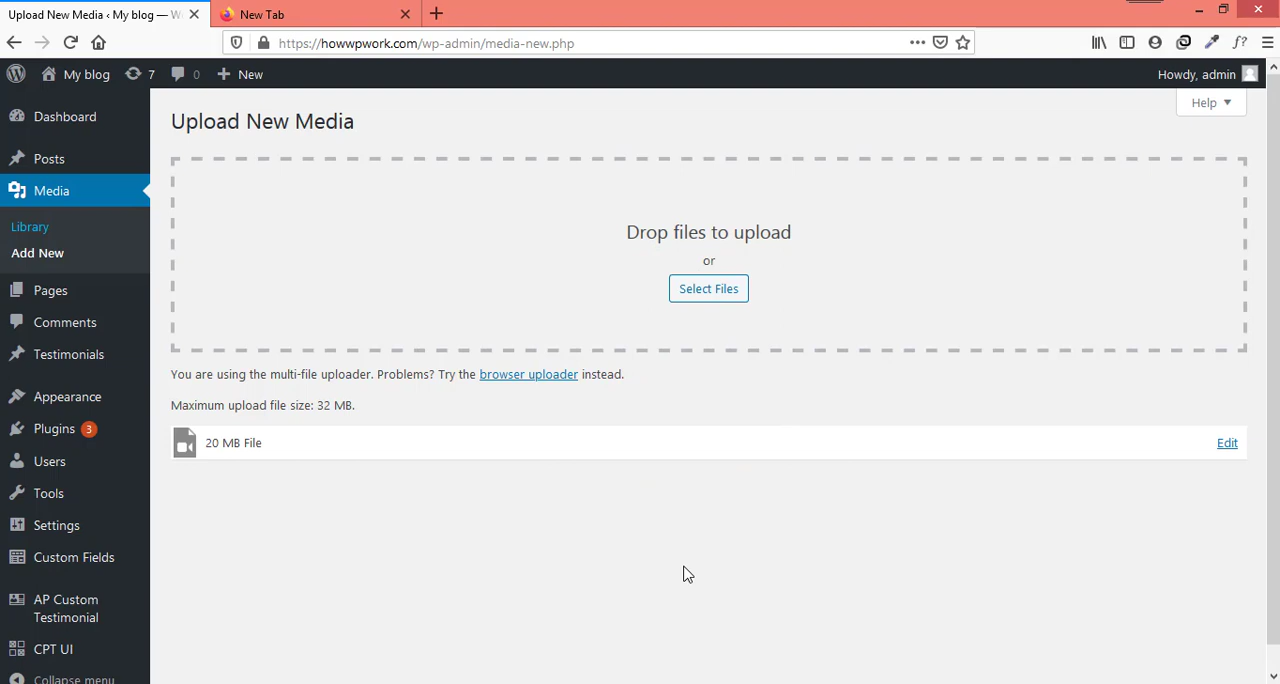 Upload New Media ‹ My blog — W
New Tab
https://howwpwork.com/wp-admin/media-new.php
My blog
7
0
New
Howdy, admin
Help
Dashboard
Posts
Media
Library
Add New
Pages
Comments
Testimonials
Appearance
Plugins 3
Users
Tools
Settings
Custom Fields
AP Custom
Testimonial
CPT UI
Collapse menu
Upload New Media
Drop files to upload
or
Select Files
You are using the multi-file uploader. Problems? Try the browser uploader instead.
Maximum upload file size: 32 MB.
20 MB File
Edit